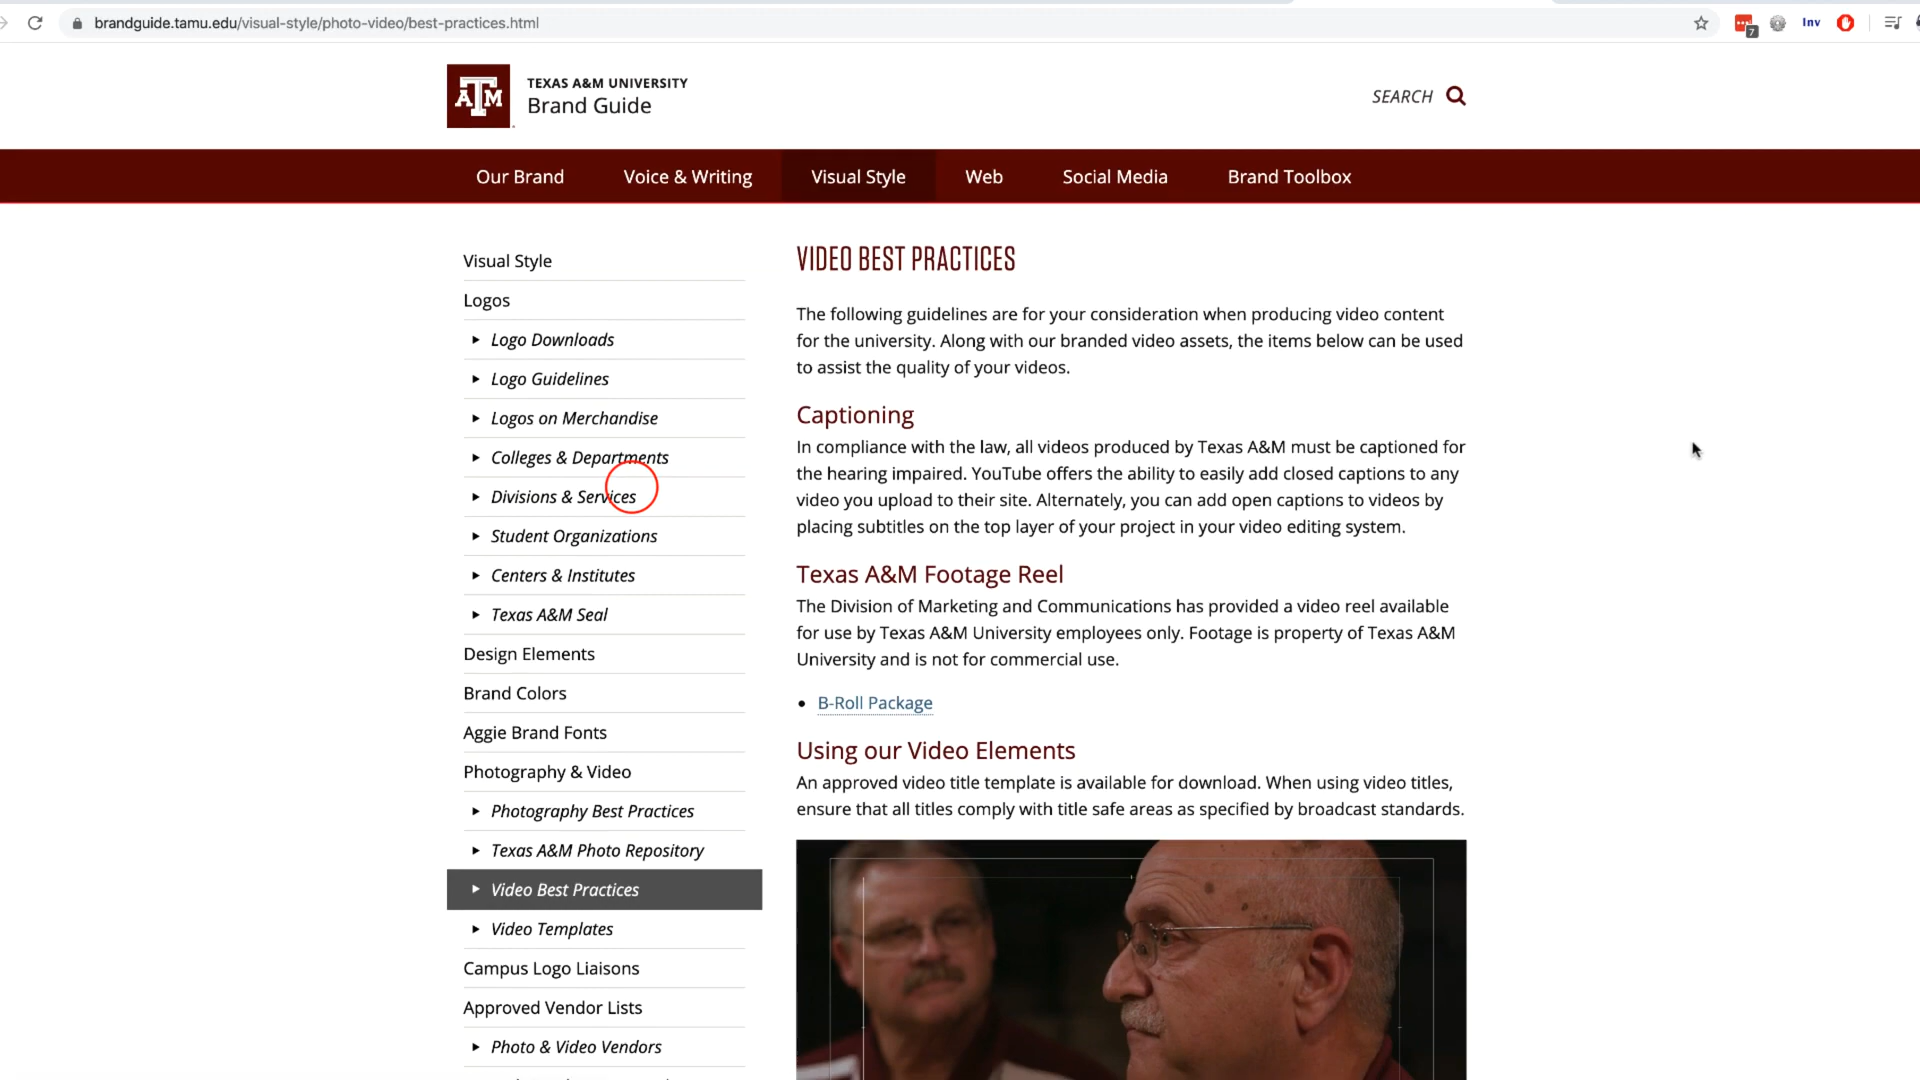 brandguide.tamu.edu/visual-style/photo-video/best-practices.html
7
Inv
ATM
TEXAS A&M UNIVERSITY
Brand Guide
SEARCH
Our Brand
Voice & Writing
Visual Style
Web
Social Media
Brand Toolbox
Visual Style
Logos
Logo Downloads
Logo Guidelines
Logos on Merchandise
Colleges & Departments
Divisions & Services
Student Organizations
Centers & Institutes
Texas A&M Seal
Design Elements
Brand Colors
Aggie Brand Fonts
Photography & Video
Photography Best Practices
Texas A&M Photo Repository
Video Best Practices
Video Templates
Campus Logo Liaisons
Approved Vendor Lists
Photo & Video Vendors
VIDEO BEST PRACTICES
The following guidelines are for your consideration when producing video content
for the university. Along with our branded video assets, the items below can be used
to assist the quality of your videos.
Captioning
In compliance with the law, all videos produced by Texas A&M must be captioned for
the hearing impaired. YouTube offers the ability to easily add closed captions to any
video you upload to their site. Alternately, you can add open captions to videos by
placing subtitles on the top layer of your project in your video editing system.
Texas A&M Footage Reel
The Division of Marketing and Communications has provided a video reel available
for use by Texas A&M University employees only. Footage is property of Texas A&M
University and is not for commercial use.
B-Roll Package
Using our Video Elements
An approved video title template is available for download. When using video titles,
ensure that all titles comply with title safe areas as specified by broadcast standards.